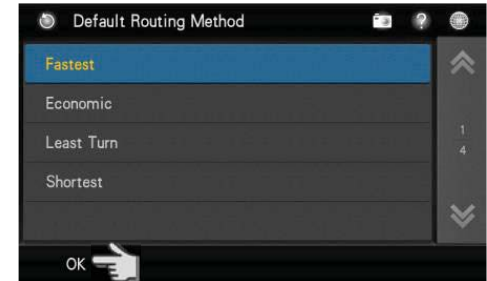 Default Routing Method
?
Fastest
Economic
1
Least Turn
4
Shortest
OK